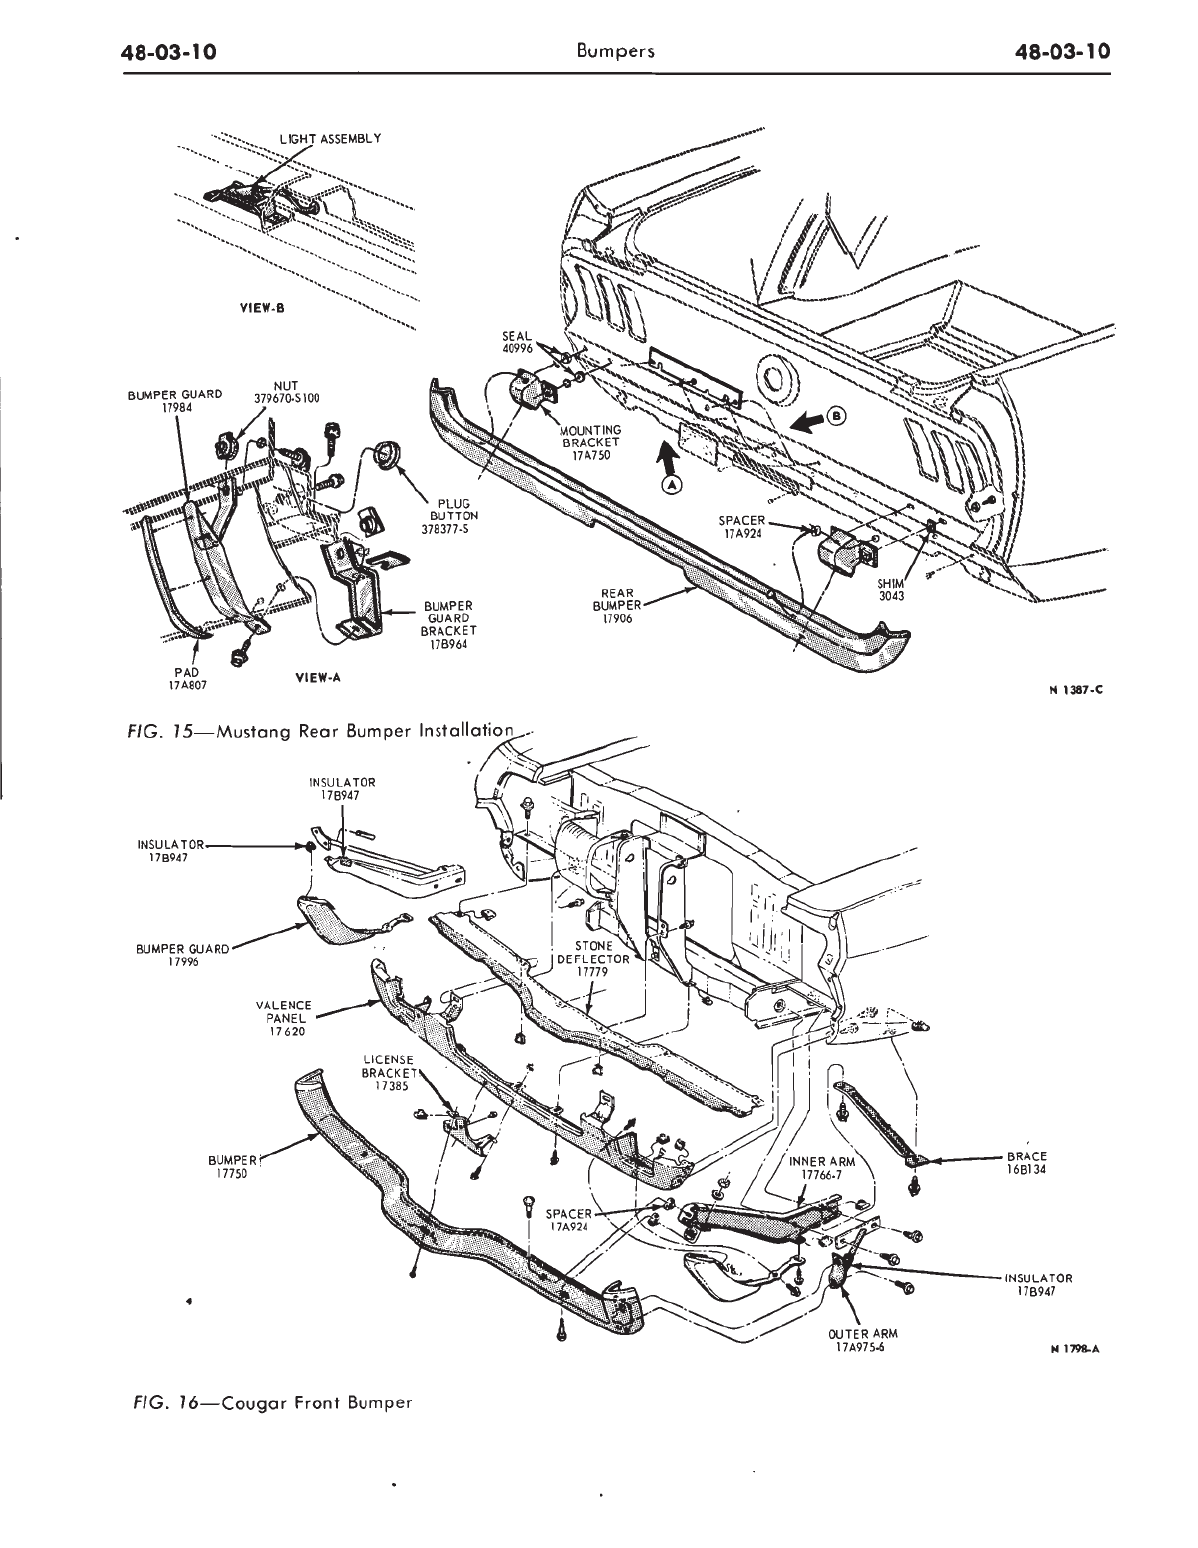 48-03-10 Bumpers 48-03-10
LIGHT ASSEMBLY
VIEW-B
SEAL
40996
BUMPER GUARD
17984
NUT
379670-S100
MOUNTING
BRACKET
17A750
B
A
PLUG
BUTTON
378377-S
SPACER
17A924
SHIM
3043
REAR
BUMPER
17906
BUMPER
GUARD
BRACKET
17B964
PAD
17A807
VIEW-A
N 1387-C
FIG. 15—Mustang Rear Bumper Installation
INSULATOR
17B947
INSULATOR
17B947
BUMPER GUARD
17996
STONE
DEFLECTOR
17779
VALENCE
PANEL
17620
LICENSE
BRACKET
17385
BUMPER
17750
INNER ARM
17766-7
BRACE
16B134
SPACER
17A924
INSULATOR
17B947
OUTER ARM
17A975-6
M 1798-A
FIG. 16—Cougar Front Bumper